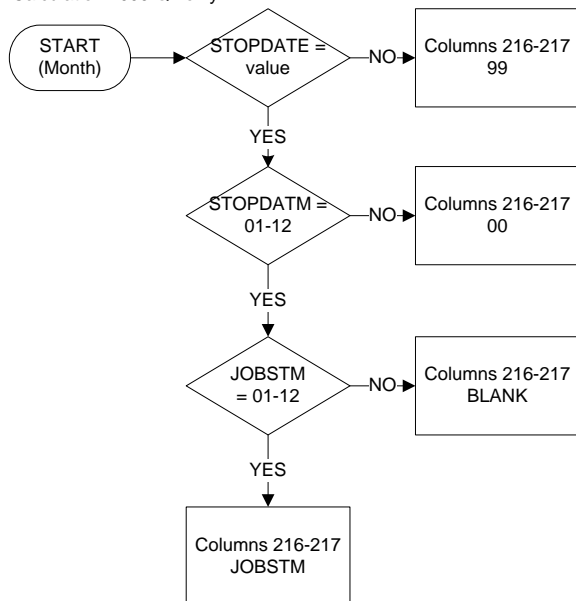 START
(Month)
STOPDATE =
value
NO
Columns 216-217
99
YES
STOPDATM =
01-12
NO
Columns 216-217
00
YES
JOBSTM
= 01-12
NO
Columns 216-217
BLANK
YES
Columns 216-217
JOBSTM